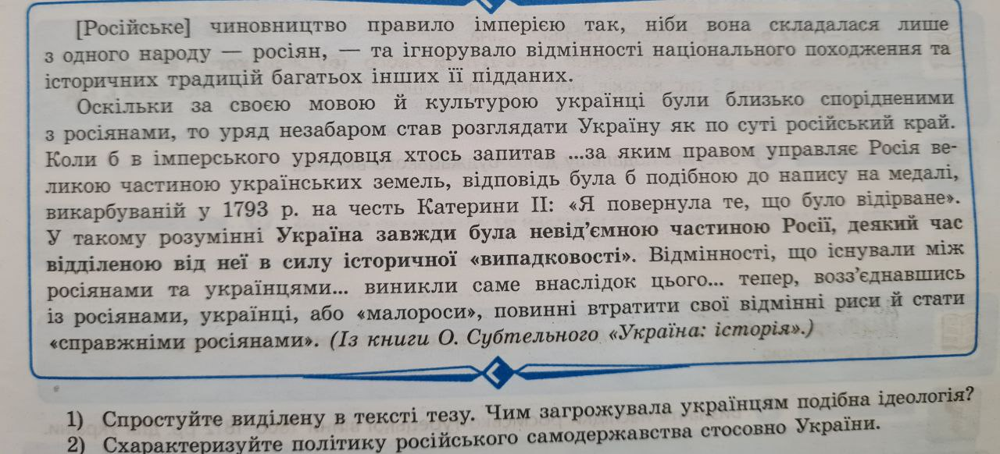 [Російське] чиновництво правило імперією так, ніби вона складалася лише
з одного народу — росіян, — та ігнорувало відмінності національного походження та
історичних традицій багатьох інших її підданих.
Оскільки за своєю мовою й культурою українці були близько спорідненими
з росіянами, то уряд незабаром став розглядати Україну як по суті російський край.
Коли б в імперського урядовця хтось запитав ...за яким правом управляє Росія ве-
ликою частиною українських земель, відповідь була б подібною до напису на медалі,
викарбуваній у 1793 р. на честь Катерини II: «Я повернула те, що було відірване».
У такому розумінні Україна завжди була невід’ємною частиною Росії, деякий час
відділеною від неї в силу історичної «випадковості». Відмінності, що існували між
росіянами та українцями... виникли саме внаслідок цього... тепер, возз’єднавшись
із росіянами, українці, або «малороси», повинні втратити свої відмінні риси й стати
«справжніми росіянами». (Із книги О. Субтельного «Україна: історія».)
1) Спростуйте виділену в тексті тезу. Чим загрожувала українцям подібна ідеологія?
2) Схарактеризуйте політику російського самодержавства стосовно України.